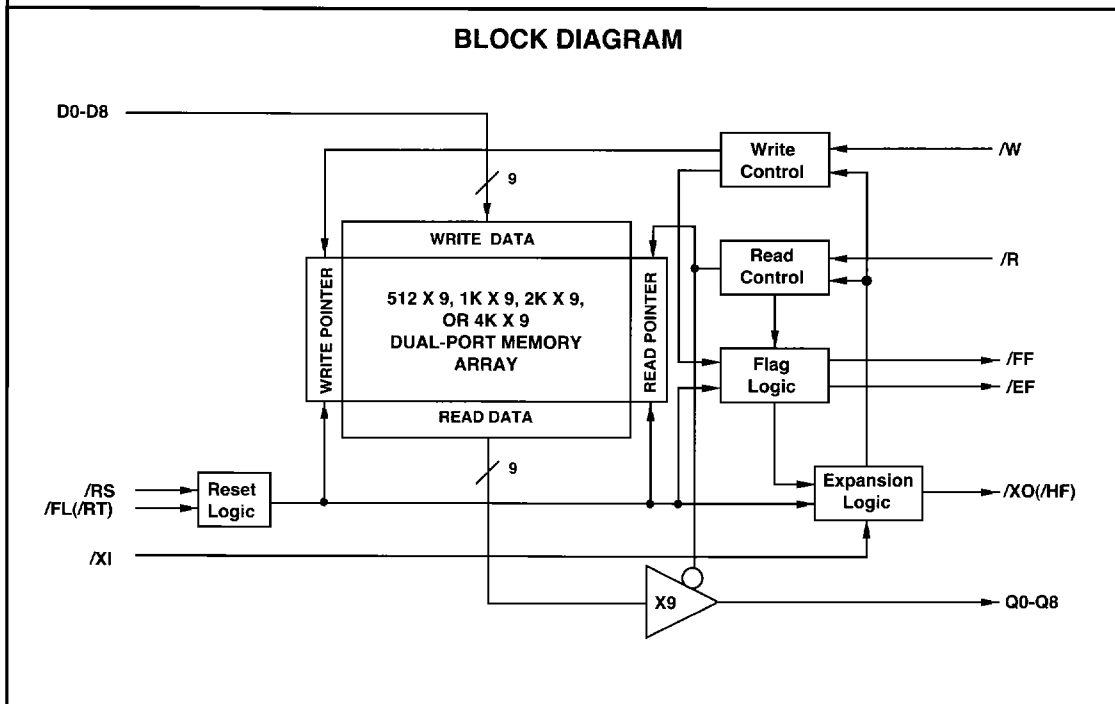 BLOCK DIAGRAM
D0-D8
9
Write
Control
/W
WRITE DATA
WRITE POINTER
512 X 9, 1K X 9, 2K X 9,
OR 4K X 9
DUAL-PORT MEMORY
ARRAY
READ POINTER
Read
Control
/R
Flag
Logic
/FF
/EF
READ DATA
9
/RS
/FL(/RT)
Reset
Logic
Expansion
Logic
/XO(/HF)
/XI
X9
Q0-Q8